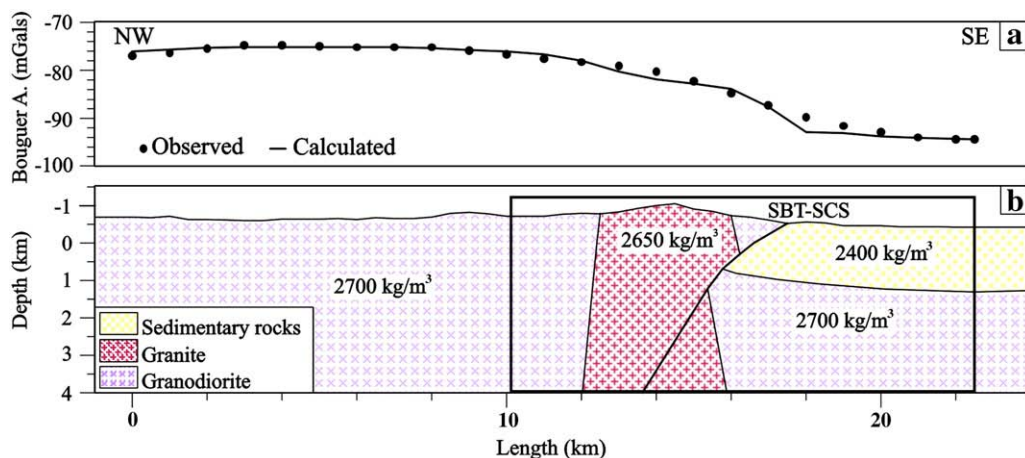 -70
NW
SE
a
-80
-90
Observed
Calculated
-100
Bouguer A. (mGals)
b
SBT-SCS
-1
0
2650 kg/m³
2400 kg/m³
1
2700 kg/m³
2700 kg/m³
2
Sedimentary rocks
3
Granite
Granodiorite
4
Depth (km)
0
10
20
Length (km)